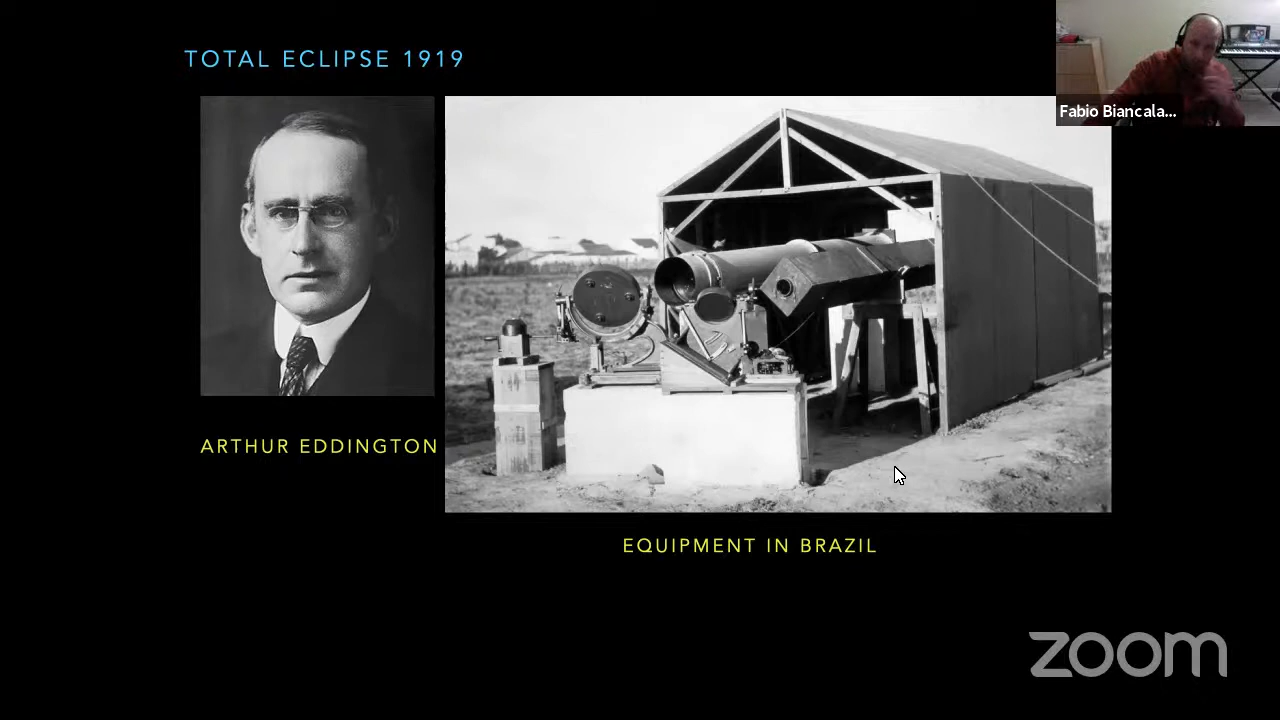 TOTAL ECLIPSE 1919
Fabio Biancala...
ARTHUR EDDINGTON
EQUIPMENT IN BRAZIL
zoom